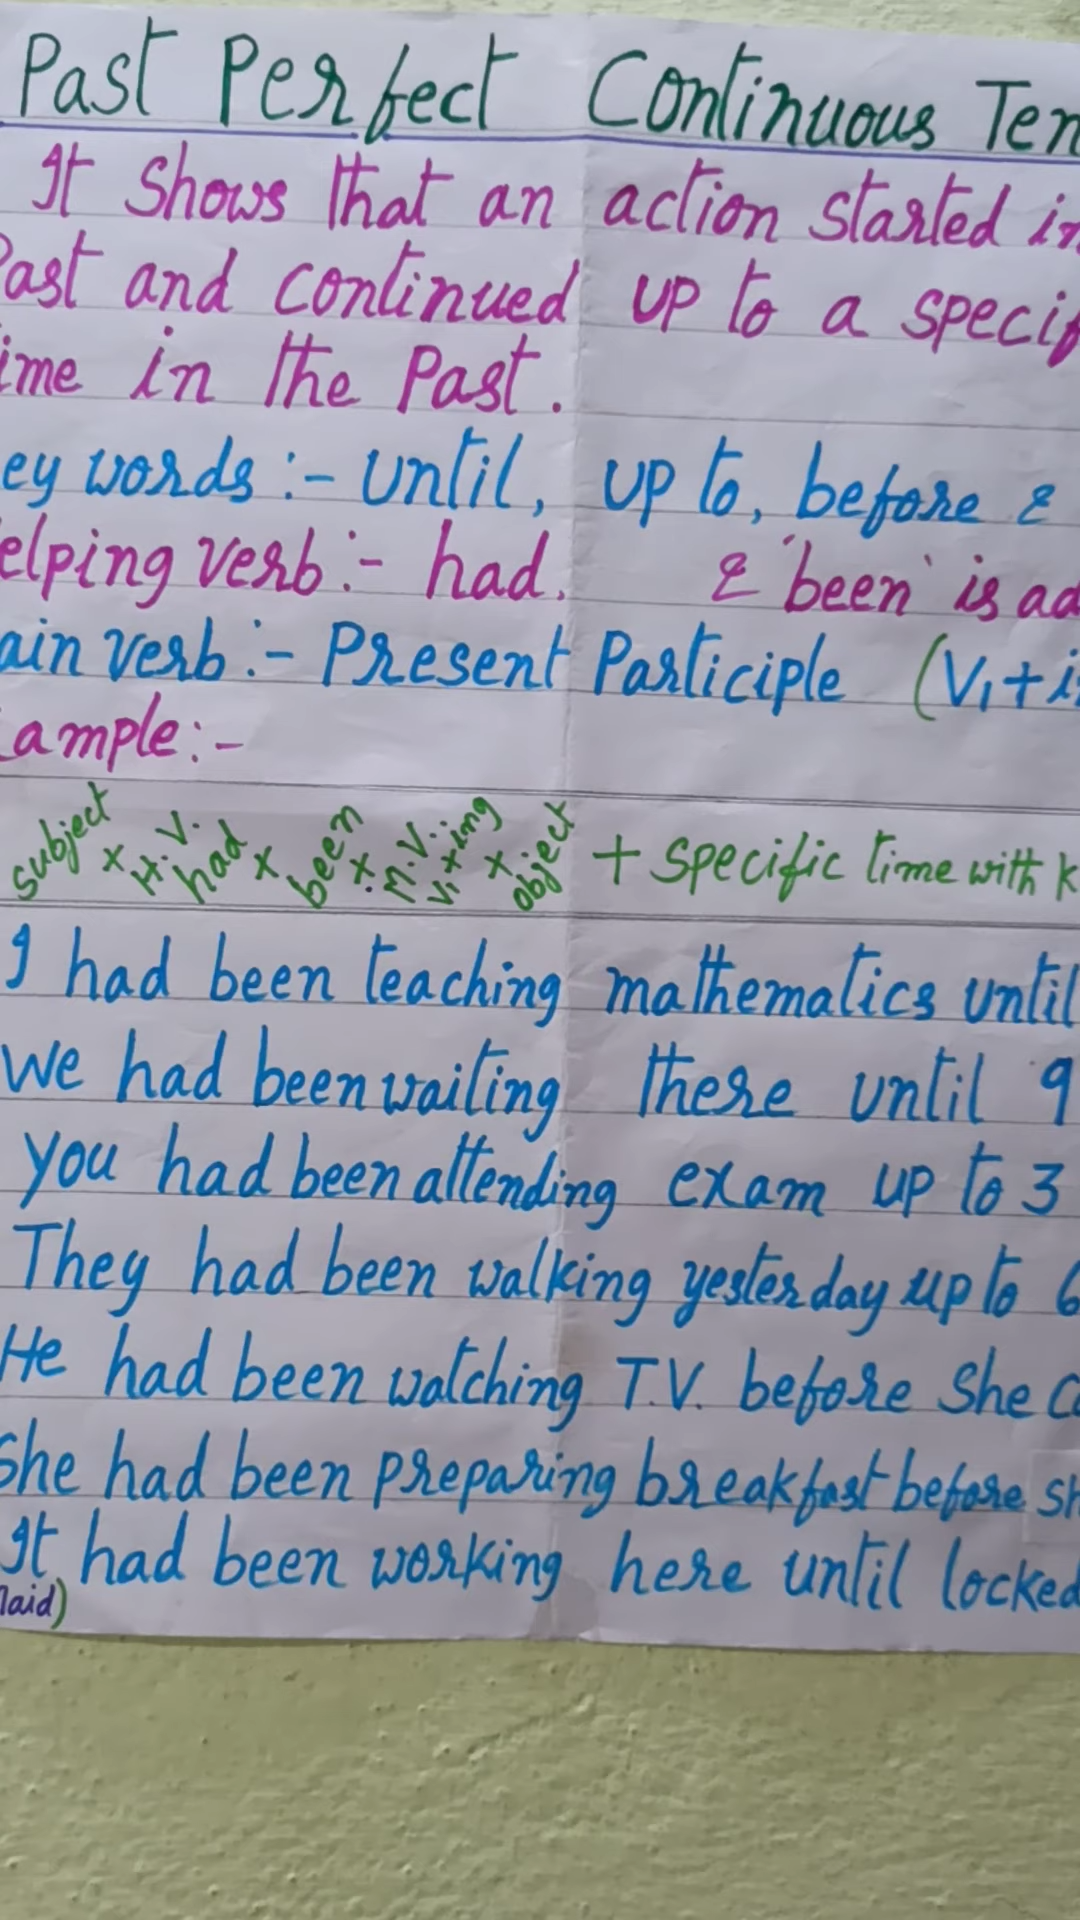 Past Perfect Continuous Ten
It shows that an action started in
Past and continued up to a specif
ime in the Past.
ey words :- until, up to, before &
elping verb :- had. & 'been' is ad
ain verb :- Present Participle (V1+i
ample :-
subject × H.V. had × been × m.V. V1+ing × object + specific time with k
I had been teaching mathematics until
We had been waiting there until 9
You had been attending exam up to 3
They had been walking yesterday up to 6
He had been watching T.V. before she c
She had been preparing breakfast before sh
It had been working here until locked
Maid)